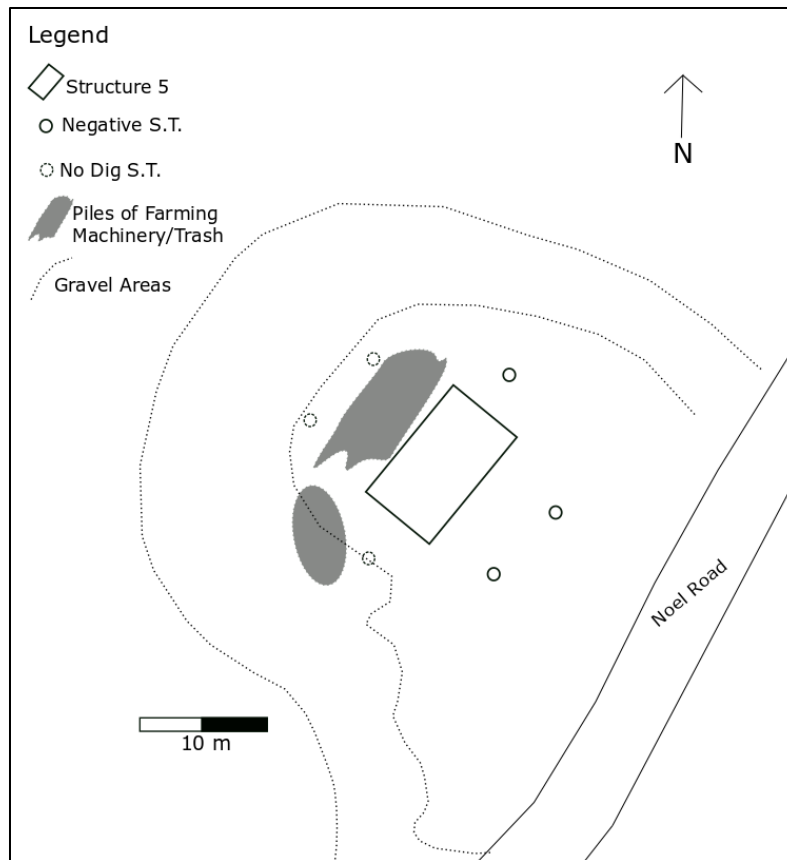 Legend
Structure 5
Negative S.T.
No Dig S.T.
Piles of Farming
Machinery/Trash
Gravel Areas
N
Noel Road
10 m